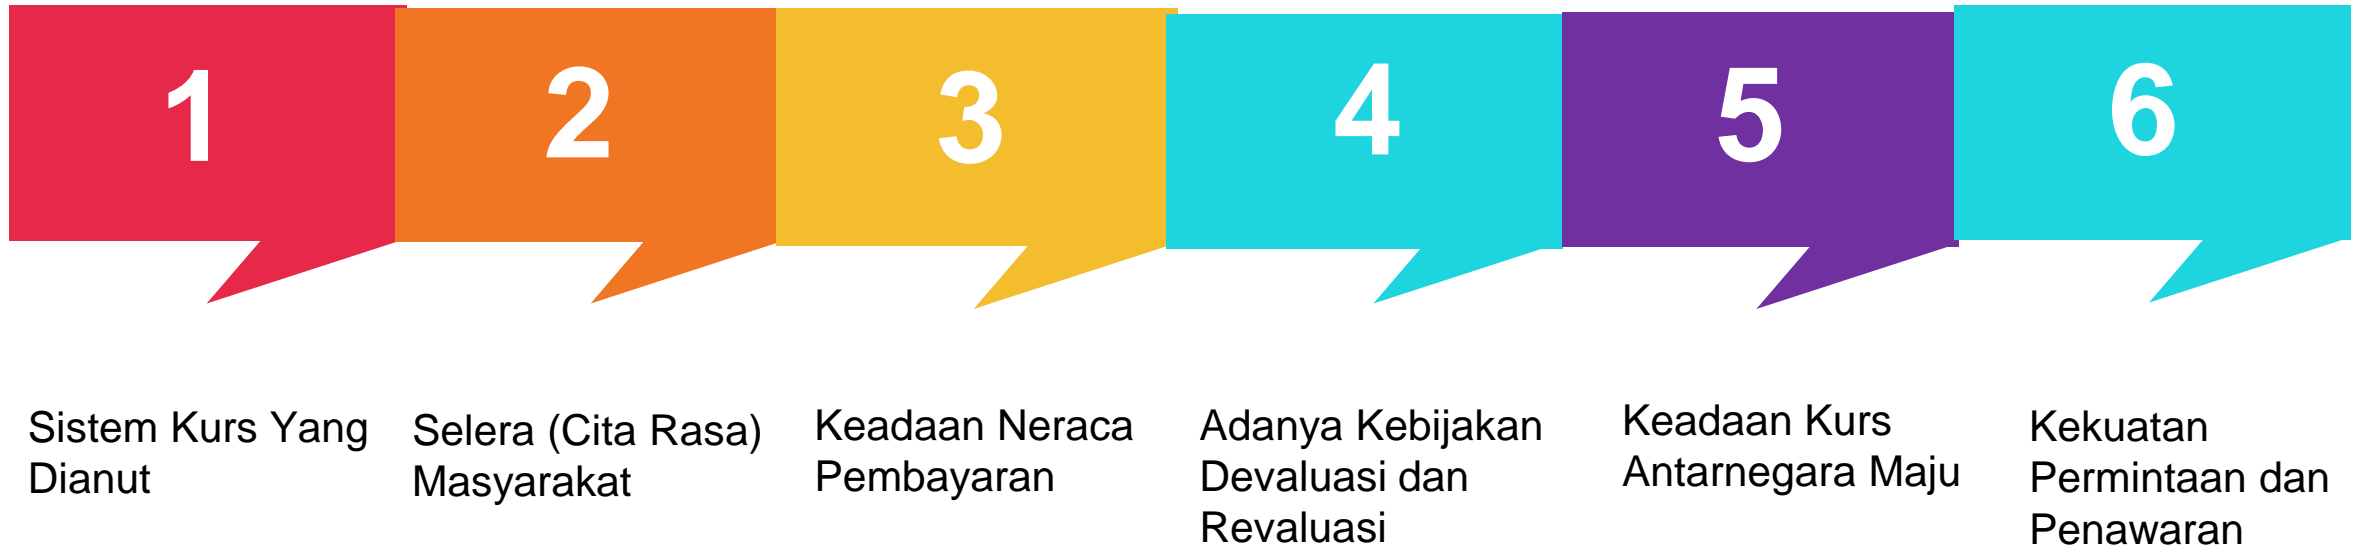 1
2
3
4
5
6
Sistem Kurs Yang
Dianut
Selera (Cita Rasa)
Masyarakat
Keadaan Neraca
Pembayaran
Adanya Kebijakan
Devaluasi dan
Revaluasi
Keadaan Kurs
Antarnegara Maju
Kekuatan
Permintaan dan
Penawaran